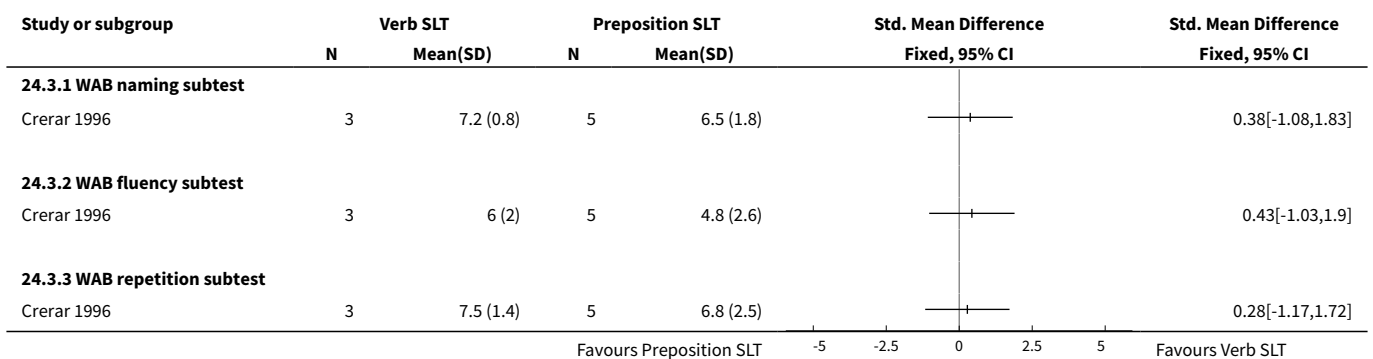 Study or subgroup Verb SLT Preposition SLT Std. Mean Difference Std. Mean Difference
N Mean(SD) N Mean(SD) Fixed, 95% CI Fixed, 95% CI
24.3.1 WAB naming subtest
Crerar 1996 3 7.2 (0.8) 5 6.5 (1.8) 0.38[-1.08,1.83]
24.3.2 WAB fluency subtest
Crerar 1996 3 6 (2) 5 4.8 (2.6) 0.43[-1.03,1.9]
24.3.3 WAB repetition subtest
Crerar 1996 3 7.5 (1.4) 5 6.8 (2.5) 0.28[-1.17,1.72]
Favours Preposition SLT -5 -2.5 0 2.5 5 Favours Verb SLT